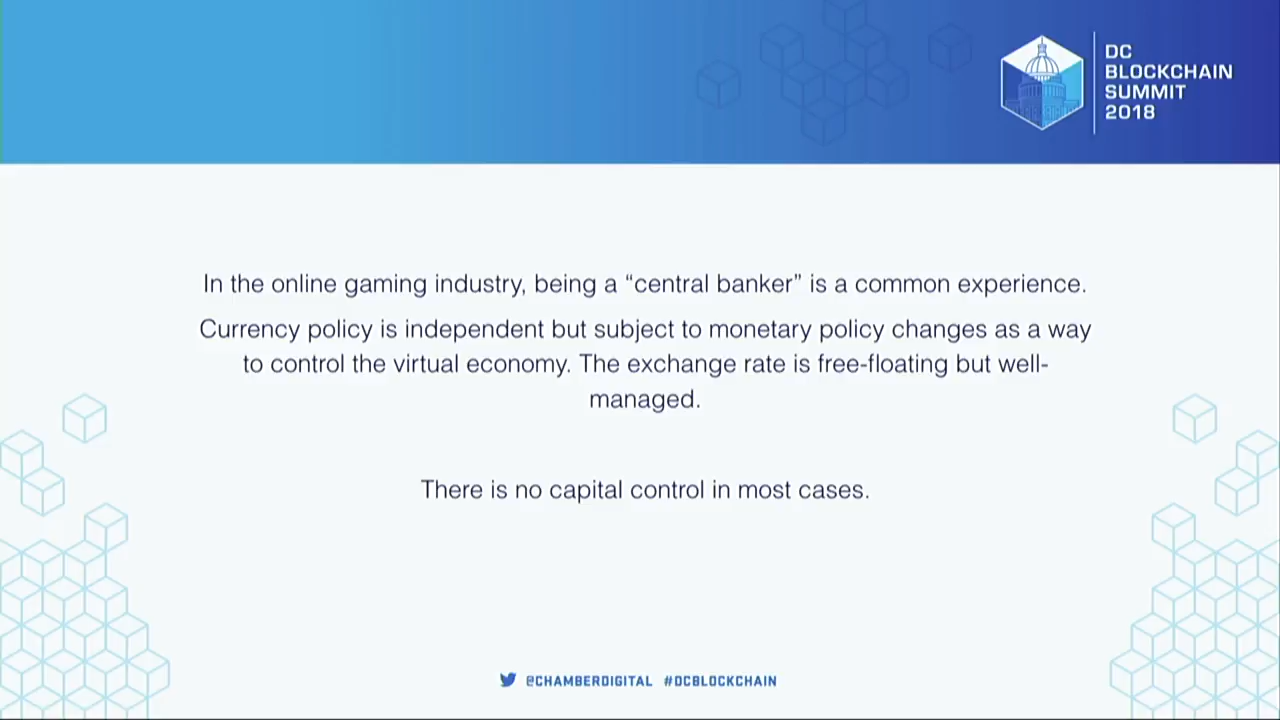 DC
BLOCKCHAIN
SUMMIT
2018
In the online gaming industry, being a “central banker” is a common experience.
Currency policy is independent but subject to monetary policy changes as a way
to control the virtual economy. The exchange rate is free-floating but well-
managed.
There is no capital control in most cases.
@CHAMBERDIGITAL #DCBLOCKCHAIN